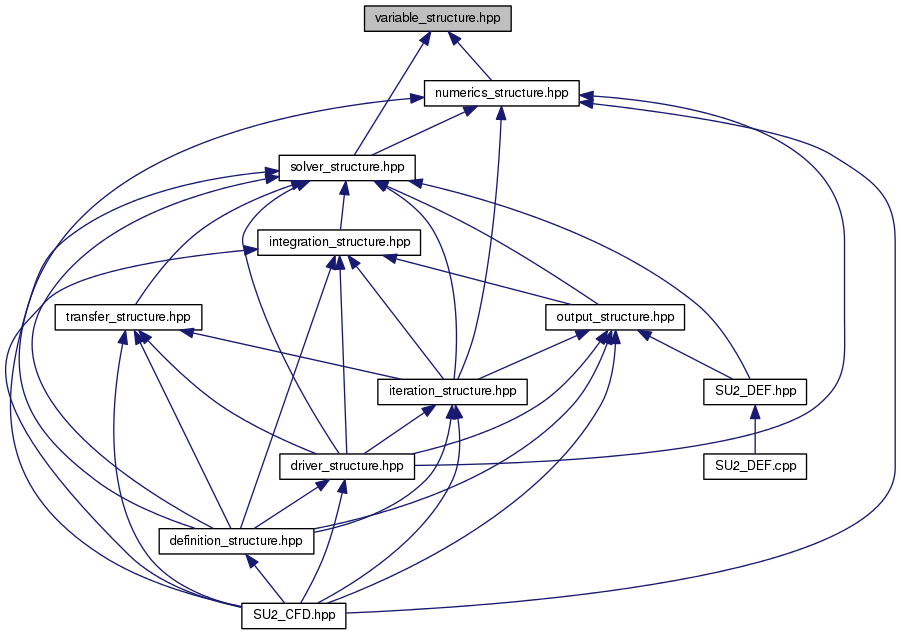 variable_structure.hpp
numerics_structure.hpp
solver_structure.hpp
integration_structure.hpp
transfer_structure.hpp
output_structure.hpp
iteration_structure.hpp
SU2_DEF.hpp
driver_structure.hpp
SU2_DEF.cpp
definition_structure.hpp
SU2_CFD.hpp